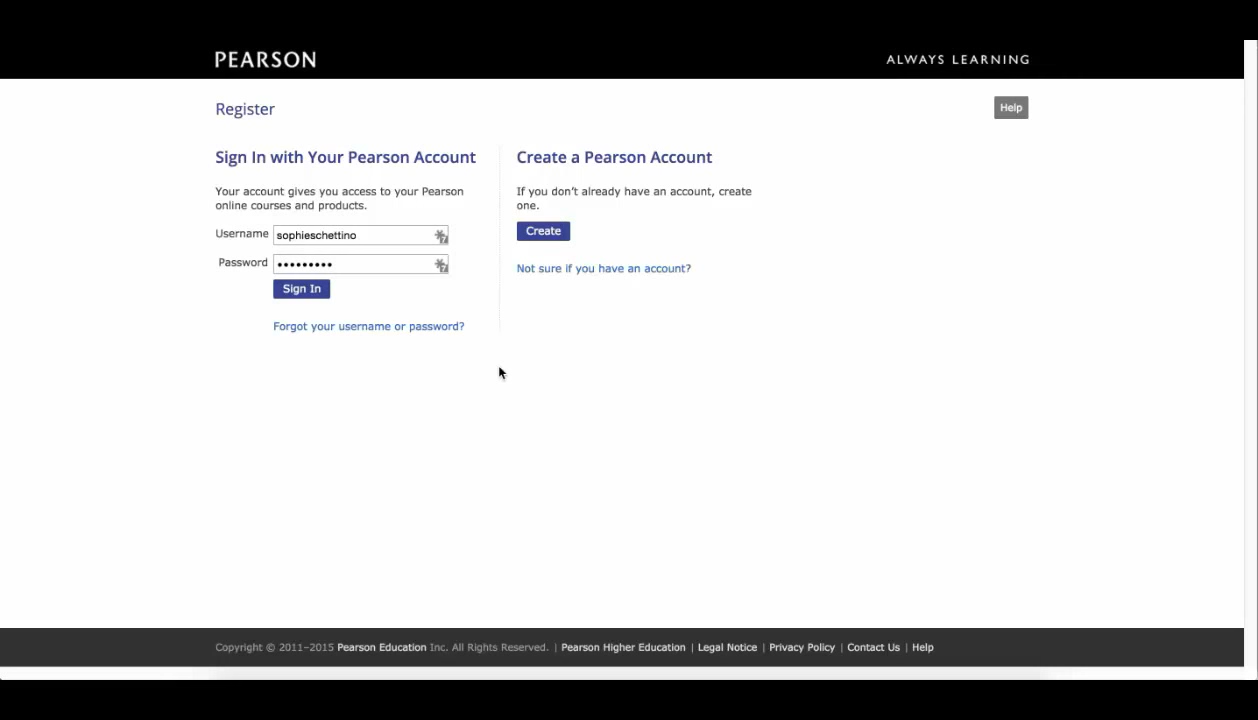 PEARSON
ALWAYS LEARNING
Register
Help
Sign In with Your Pearson Account
Your account gives you access to your Pearson
online courses and products.
Username sophieschettino
Password •••••••••
Sign In
Forgot your username or password?
Create a Pearson Account
If you don't already have an account, create
one.
Create
Not sure if you have an account?
Copyright © 2011–2015 Pearson Education Inc. All Rights Reserved. | Pearson Higher Education | Legal Notice | Privacy Policy | Contact Us | Help